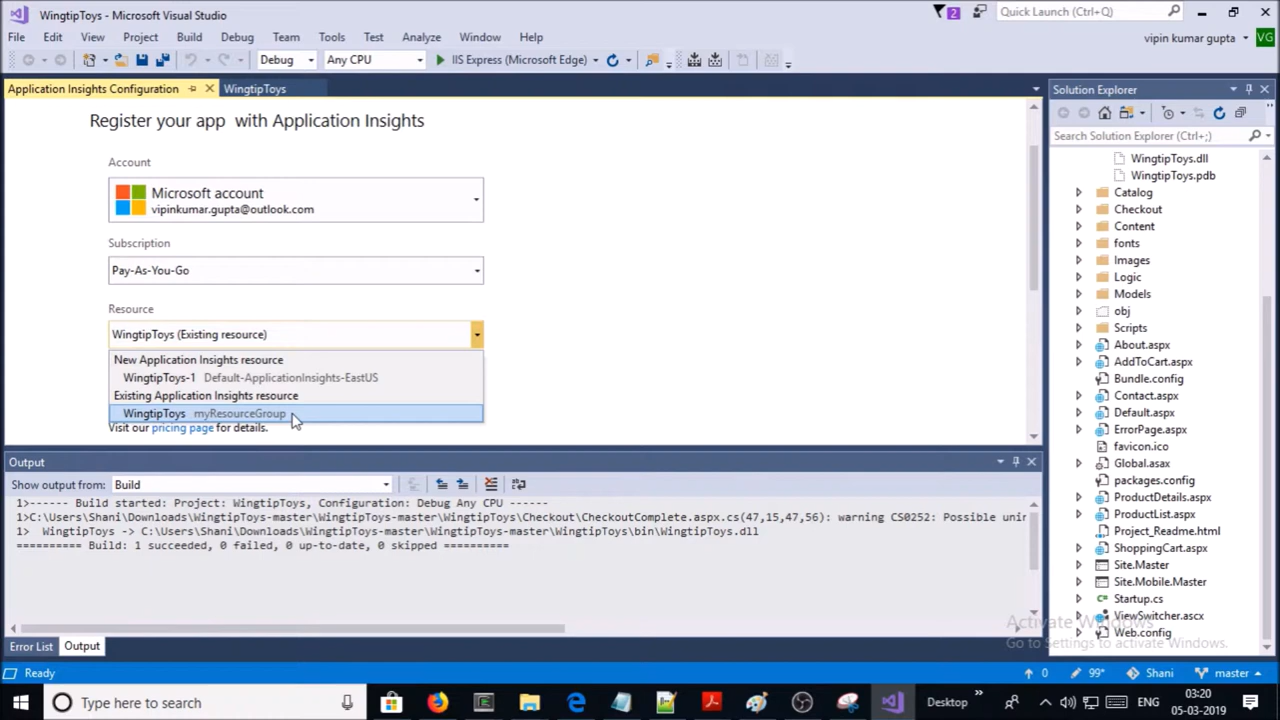 WingtipToys - Microsoft Visual Studio
2
Quick Launch (Ctrl+Q)
File Edit View Project Build Debug Team Tools Test Analyze Window Help
vipin kumar gupta VG
Debug Any CPU IIS Express (Microsoft Edge)
Application Insights Configuration WingtipToys
Register your app with Application Insights
Account
Microsoft account
vipinkumar.gupta@outlook.com
Subscription
Pay-As-You-Go
Resource
WingtipToys (Existing resource)
New Application Insights resource
WingtipToys-1 Default-ApplicationInsights-EastUS
Existing Application Insights resource
WingtipToys myResourceGroup
Visit our pricing page for details.
Solution Explorer
Search Solution Explorer (Ctrl+;)
WingtipToys.dll
WingtipToys.pdb
Catalog
Checkout
Content
fonts
Images
Logic
Models
obj
Scripts
About.aspx
AddToCart.aspx
Bundle.config
Contact.aspx
Default.aspx
ErrorPage.aspx
favicon.ico
Global.asax
packages.config
ProductDetails.aspx
ProductList.aspx
Project_Readme.html
ShoppingCart.aspx
Site.Master
Site.Mobile.Master
Startup.cs
ViewSwitcher.ascx
Web.config
Output
Show output from: Build
1>------ Build started: Project: WingtipToys, Configuration: Debug Any CPU ------
1>C:\Users\Shani\Downloads\WingtipToys-master\WingtipToys-master\WingtipToys\Checkout\CheckoutComplete.aspx.cs(47,15,47,56): warning CS0252: Possible unin
1> WingtipToys -> C:\Users\Shani\Downloads\WingtipToys-master\WingtipToys-master\WingtipToys\bin\WingtipToys.dll
========== Build: 1 succeeded, 0 failed, 0 up-to-date, 0 skipped ==========
Activate Windows
Go to Settings to activate Windows.
Error List Output
Ready 0 99* Shani master
Type here to search
Desktop ENG 03:20
05-03-2019